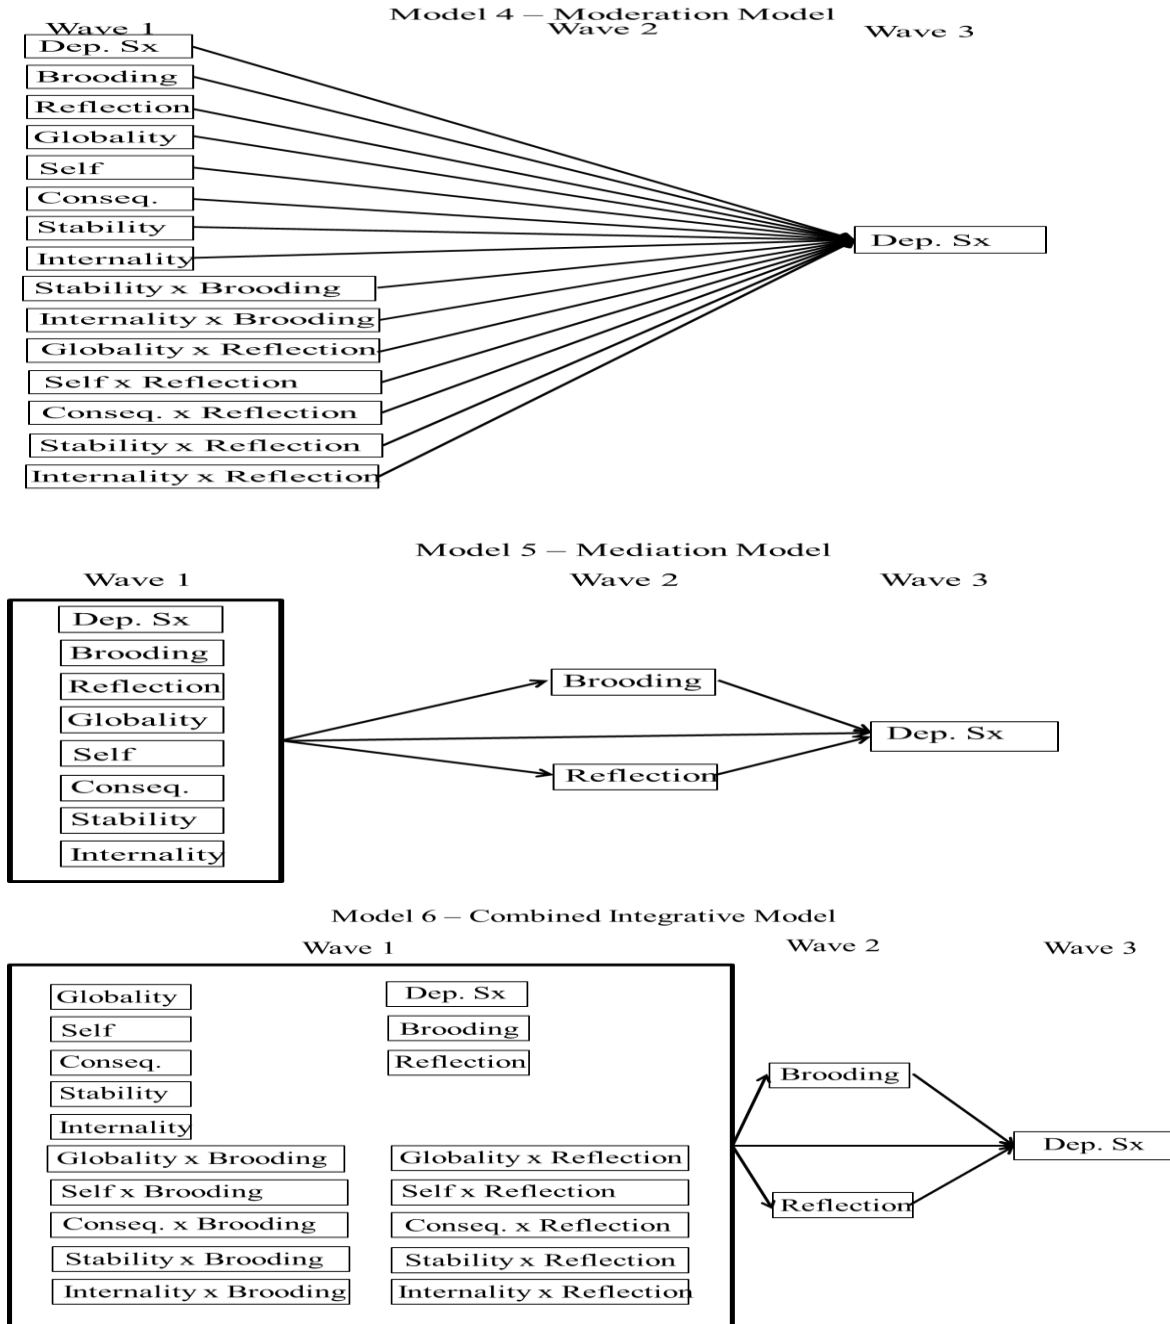 Model 4 – Moderation Model
Wave 1
Wave 2
Wave 3
Dep. Sx
Brooding
Reflection
Globality
Self
Conseq.
Stability
Internality
Stability x Brooding
Internality x Brooding
Globality x Reflection
Self x Reflection
Conseq. x Reflection
Stability x Reflection
Internality x Reflection
Dep. Sx
Model 5 – Mediation Model
Wave 1
Wave 2
Wave 3
Dep. Sx
Brooding
Reflection
Globality
Self
Conseq.
Stability
Internality
Brooding
Reflection
Dep. Sx
Model 6 – Combined Integrative Model
Wave 1
Wave 2
Wave 3
Globality
Self
Conseq.
Stability
Internality
Dep. Sx
Brooding
Reflection
Globality x Brooding
Self x Brooding
Conseq. x Brooding
Stability x Brooding
Internality x Brooding
Globality x Reflection
Self x Reflection
Conseq. x Reflection
Stability x Reflection
Internality x Reflection
Brooding
Reflection
Dep. Sx